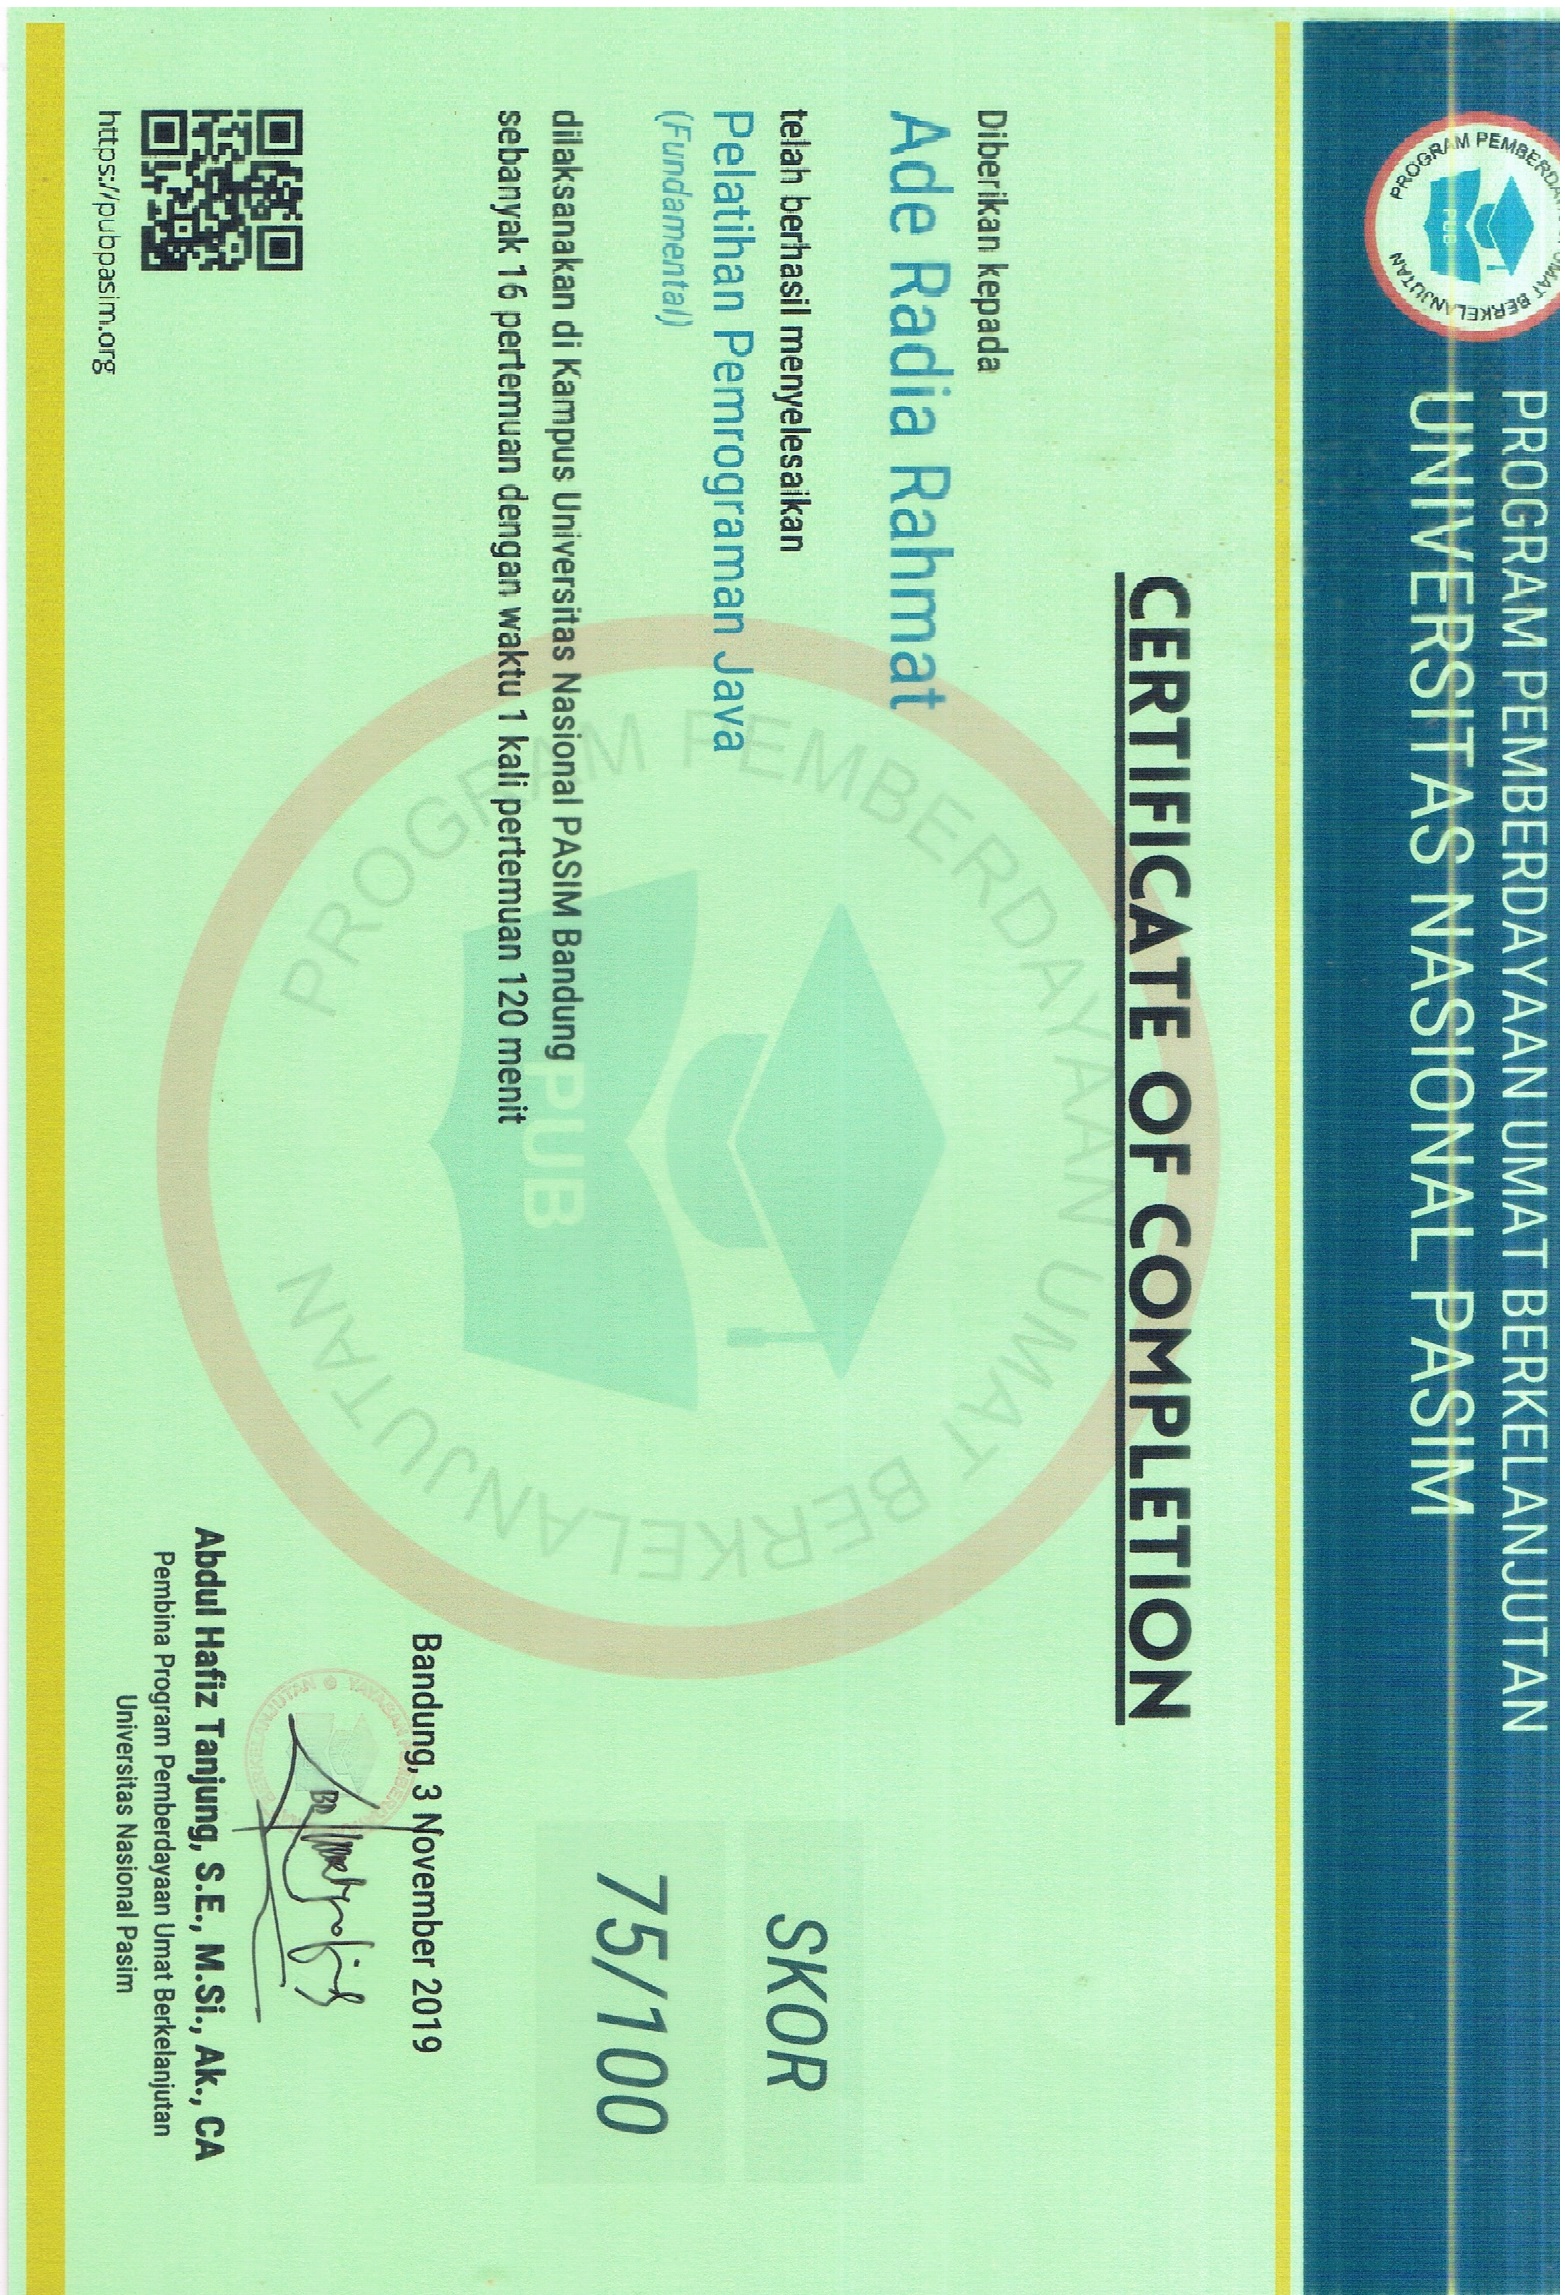 PROGRAM PEMBERDAYAAN UMAT BERKELANJUTAN
UNIVERSITAS NASIONAL PASIM
PROGRAM PEMBERDAYAAN UMAT BERKELANJUTAN
PUB
CERTIFICATE OF COMPLETION
Diberikan kepada
Ade Radia Rahmat
telah berhasil menyelesaikan
Pelatihan Pemrograman Java
(Fundamental)
dilaksanakan di Kampus Universitas Nasional PASIM Bandung
sebanyak 16 pertemuan dengan waktu 1 kali pertemuan 120 menit
SKOR
75/100
PROGRAM PEMBERDAYAAN UMAT BERKELANJUTAN
PUB
Bandung, 3 November 2019
YAYASAN BERKELANJUTAN
Abdul Hafiz Tanjung, S.E., M.Si., Ak., CA
Pembina Program Pemberdayaan Umat Berkelanjutan
Universitas Nasional Pasim
https://pubpasim.org